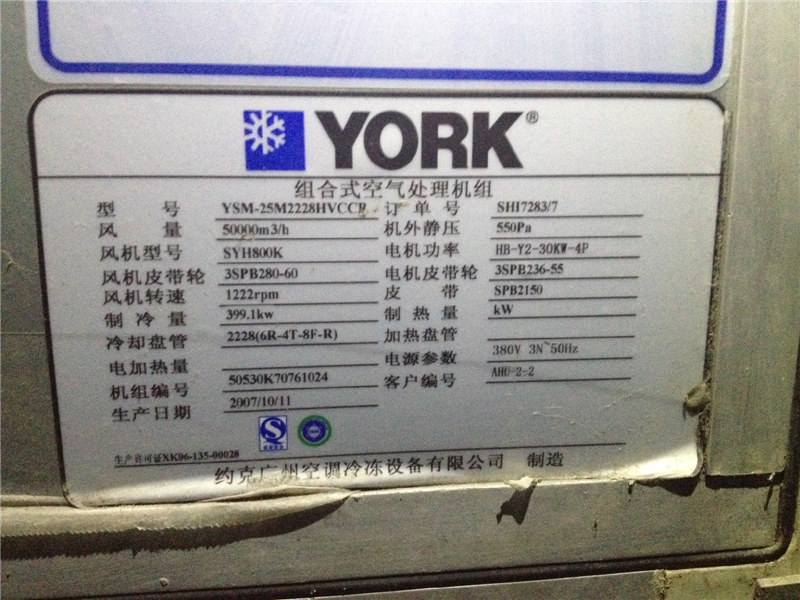 YORK®
组合式空气处理机组
型 号 YSM-25M2228HVCCR 订 单 号 SHI7283/7
风 量 50000m3/h 机外静压 550Pa
风机型号 SYH800K 电机功率 HB-Y2-30KW-4P
风机皮带轮 3SPB280-60 电机皮带轮 3SPB236-55
风机转速 1222rpm 皮 带 SPB2150
制 冷 量 399.1kw 制 热 量 kW
冷却盘管 2228(6R-4T-8F-R) 加热盘管
电加热量 电源参数 380V 3N~50Hz
机组编号 50530K70761024 客户编号 AHU-2-2
生产日期 2007/10/11
生产许可证XK06-135-00028
约克广州空调冷冻设备有限公司 制造